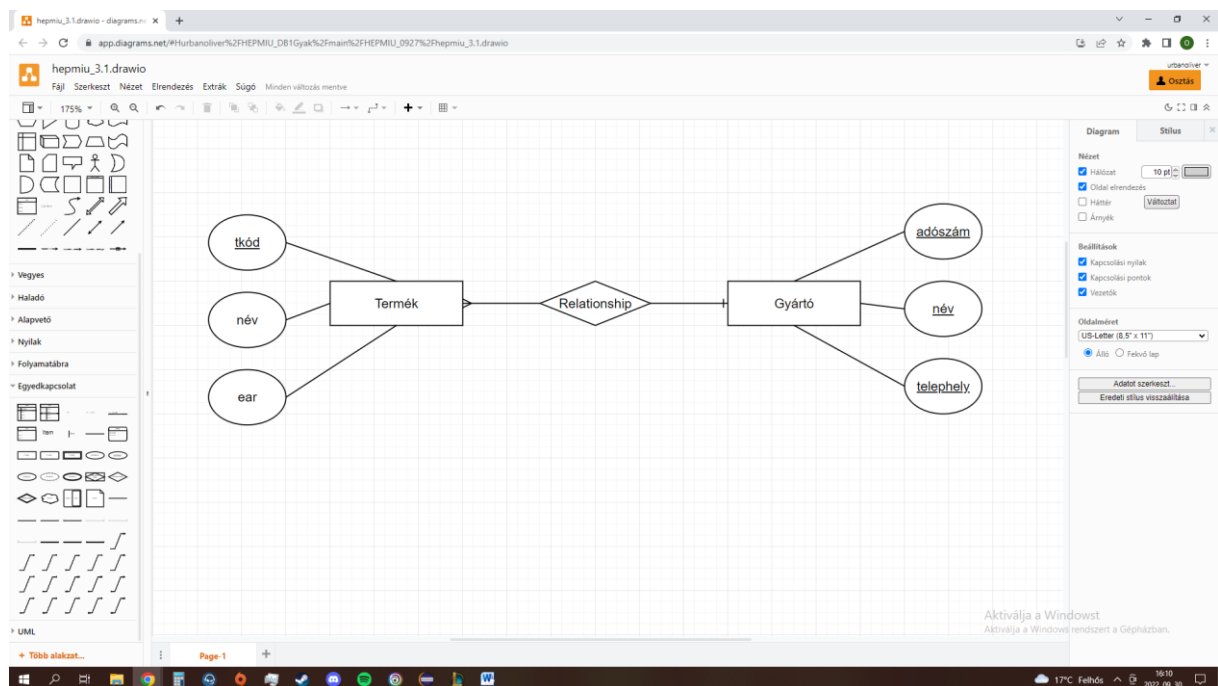 hepmiu_3.1.drawio - diagrams.ne
app.diagrams.net/#Hurbanoliver%2FHEPMIU_DB1Gyak%2Fmain%2FHEPMIU_0927%2Fhepmiu_3.1.drawio
O
hepmiu_3.1.drawio
urbanoliver
Fájl Szerkeszt Nézet Elrendezés Extrák Súgó Minden változás mentve
Osztás
175%
Diagram Stílus
Nézet
Hálózat 10 pt
Oldal elrendezés
Háttér Változtat
Árnyék
Beállítások
Kapcsolási nyilak
Kapcsolási pontok
Vezetők
Oldalméret
US-Letter (8,5" x 11")
Álló Fekvő lap
Adatot szerkeszt...
Eredeti stílus visszaállítása
Vegyes
Haladó
Alapvető
Nyilak
Folyamatábra
Egyedkapcsolat
UML
+ Több alakzat...
tkód
név
ear
Termék
Relationship
Gyártó
adószám
név
telephely
Aktiválja a Windowst
Aktiválja a Windows rendszert a Gépházban.
Page-1
17°C Felhős
16:10
2022. 09. 30.